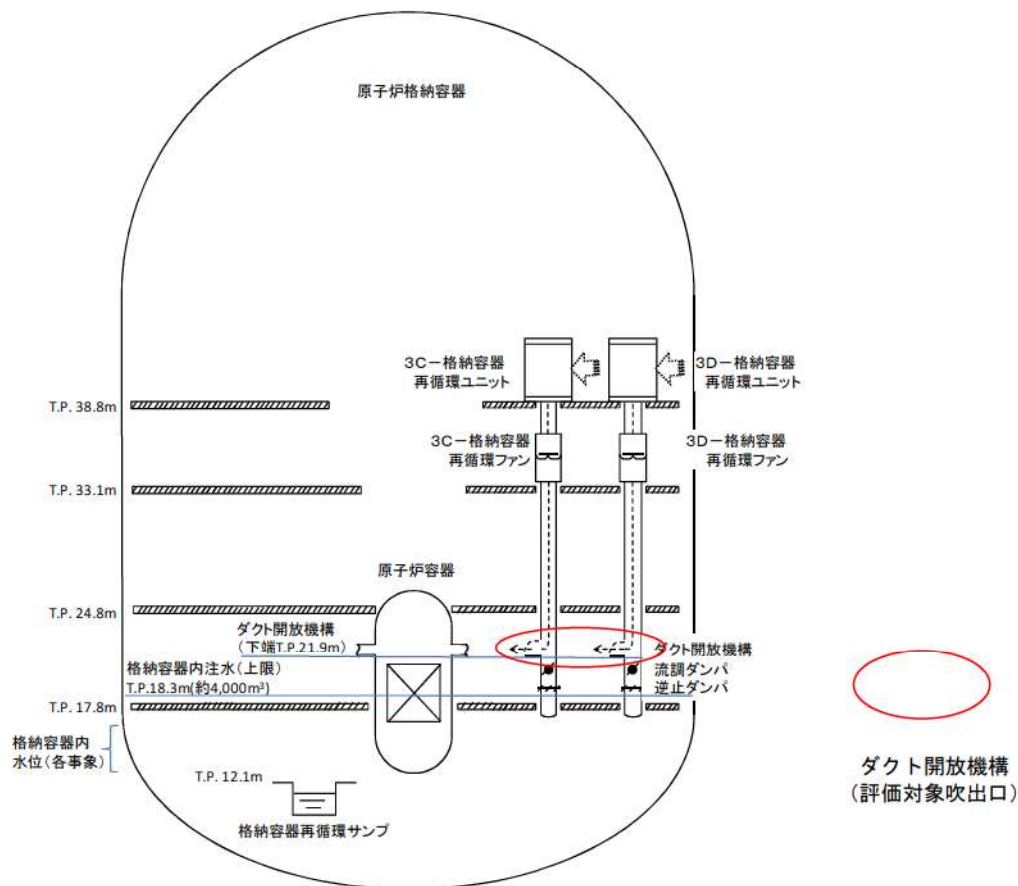 原子炉格納容器
3C－格納容器
再循環ユニット
3D－格納容器
再循環ユニット
T.P. 38.8m
3C－格納容器
再循環ファン
3D－格納容器
再循環ファン
T.P. 33.1m
原子炉容器
T.P. 24.8m
ダクト開放機構
(下端T.P.21.9m)
ダクト開放機構
格納容器内注水(上限)
T.P.18.3m(約4,000m³)
流調ダンパ
逆止ダンパ
T.P. 17.8m
格納容器内
水位(各事象)
T.P. 12.1m
格納容器再循環サンプ
ダクト開放機構
(評価対象吹出口)